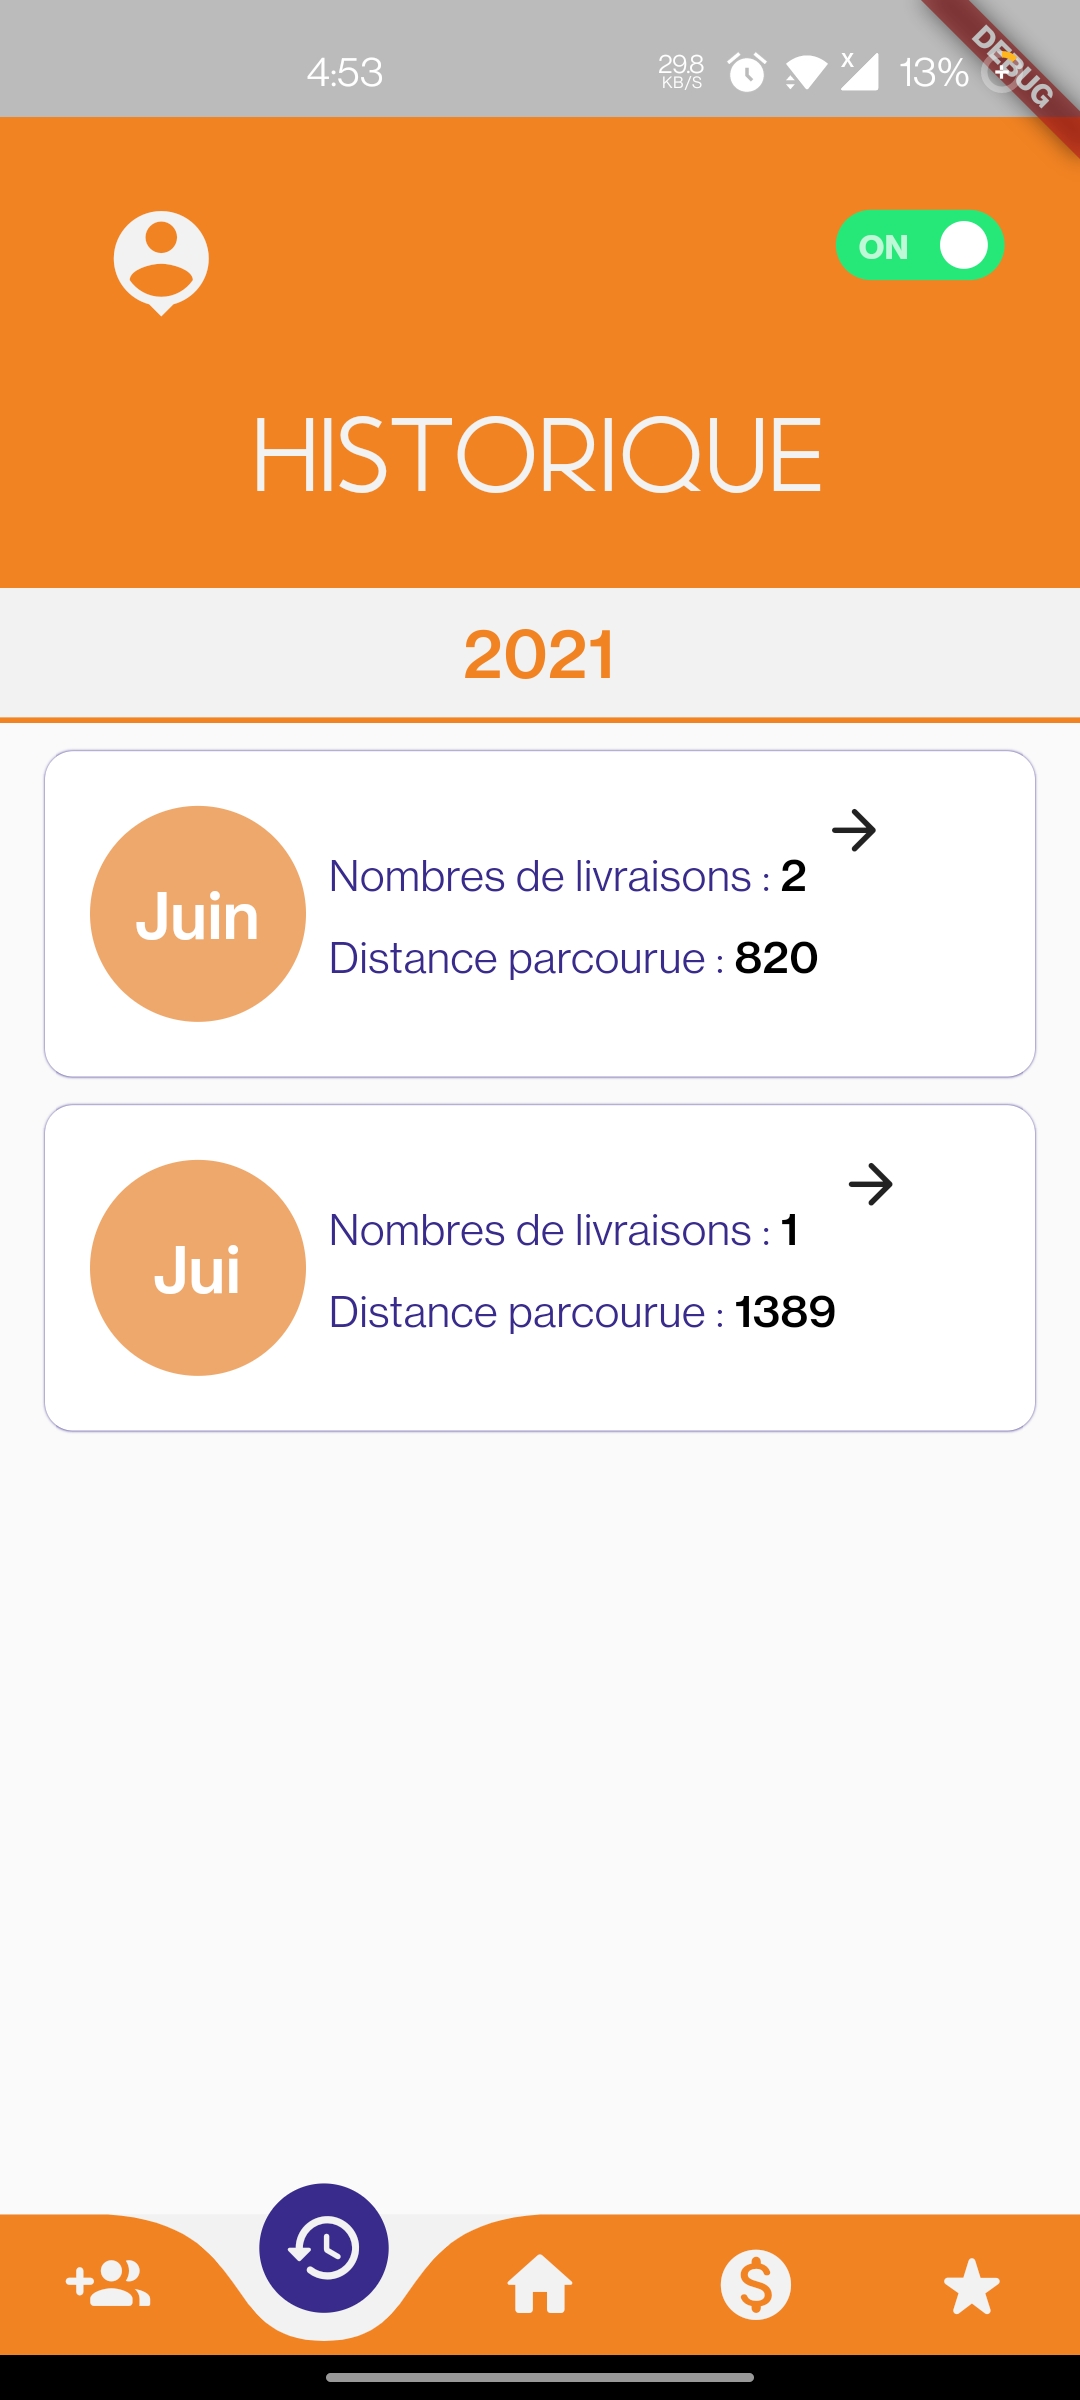 4:53
29.8
KB/S
X
13%
DEBUG
ON
HISTORIQUE
2021
Juin
Nombres de livraisons : 2
Distance parcourue : 820
Jui
Nombres de livraisons : 1
Distance parcourue : 1389